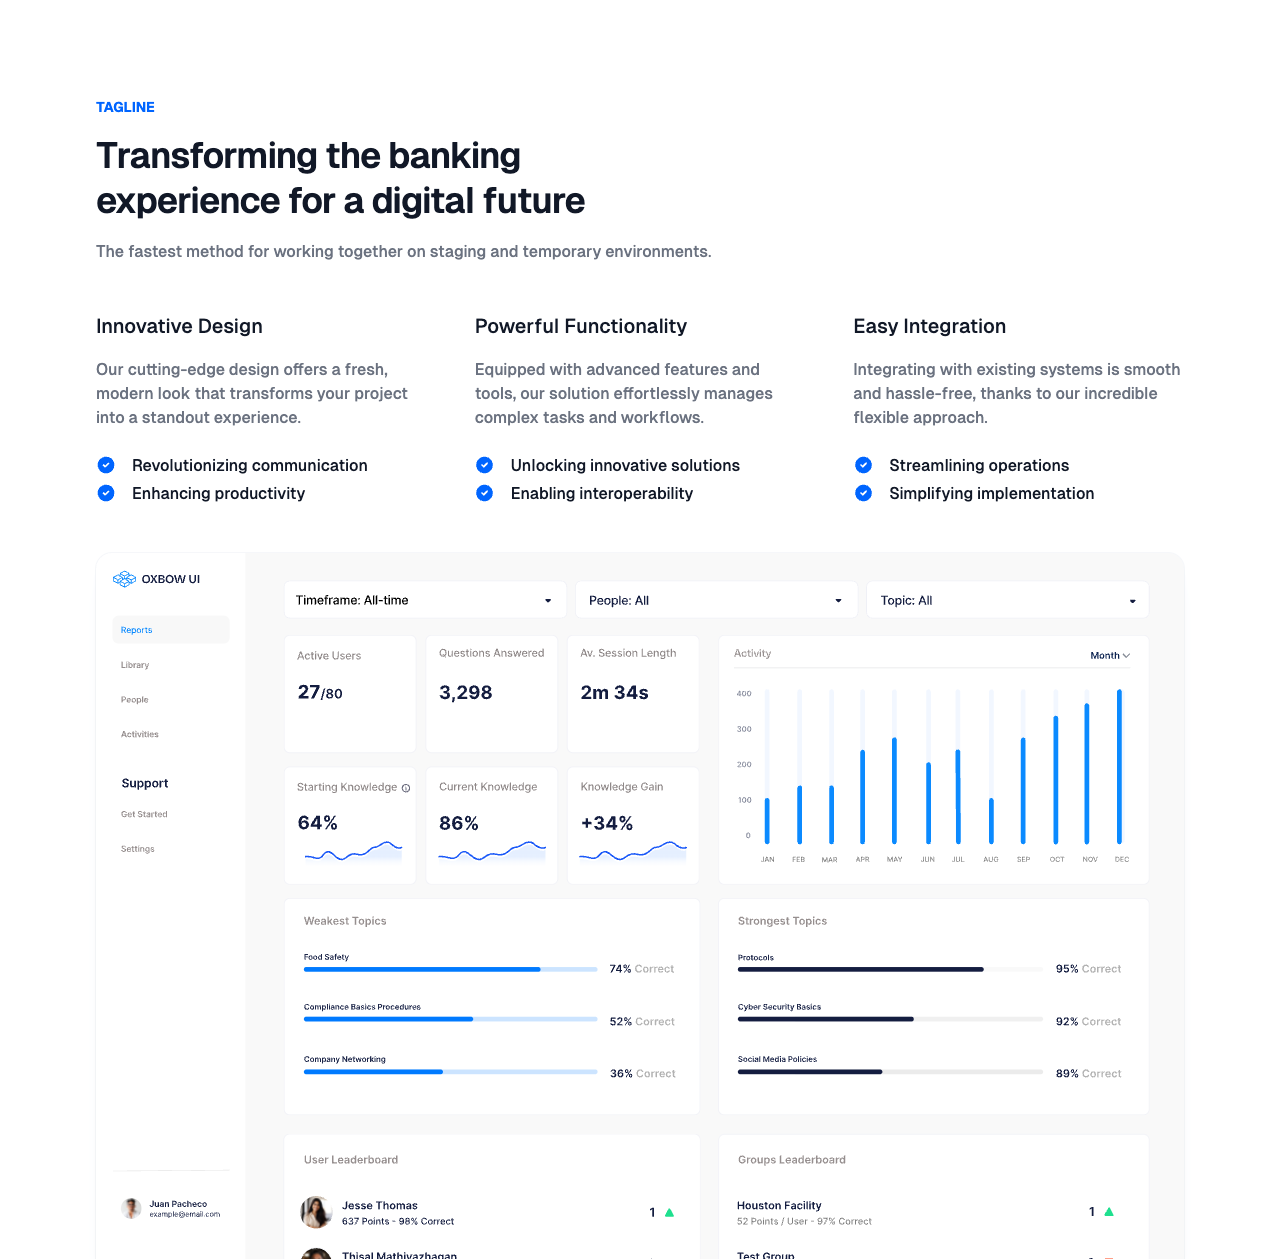 TAGLINE
Transforming the banking
experience for a digital future
The fastest method for working together on staging and temporary environments.
Innovative Design
Our cutting-edge design offers a fresh,
modern look that transforms your project
into a standout experience.
Revolutionizing communication
Enhancing productivity
Powerful Functionality
Equipped with advanced features and
tools, our solution effortlessly manages
complex tasks and workflows.
Unlocking innovative solutions
Enabling interoperability
Easy Integration
Integrating with existing systems is smooth
and hassle-free, thanks to our incredible
flexible approach.
Streamlining operations
Simplifying implementation
OXBOW UI
Reports
Library
People
Activities
Support
Get Started
Settings
Juan Pacheco
example@email.com
Timeframe: All-time
People: All
Topic: All
Active Users
27/80
Questions Answered
3,298
Av. Session Length
2m 34s
Starting Knowledge
64%
Current Knowledge
86%
Knowledge Gain
+34%
Activity
Month
400
300
200
100
0
JAN FEB MAR APR MAY JUN JUL AUG SEP OCT NOV DEC
Weakest Topics
Food Safety
74% Correct
Compliance Basics Procedures
52% Correct
Company Networking
36% Correct
Strongest Topics
Protocols
95% Correct
Cyber Security Basics
92% Correct
Social Media Policies
89% Correct
User Leaderboard
Jesse Thomas
637 Points - 98% Correct
1
Thisal Mathiyazhagan
Groups Leaderboard
Houston Facility
52 Points / User - 97% Correct
1
Test Group